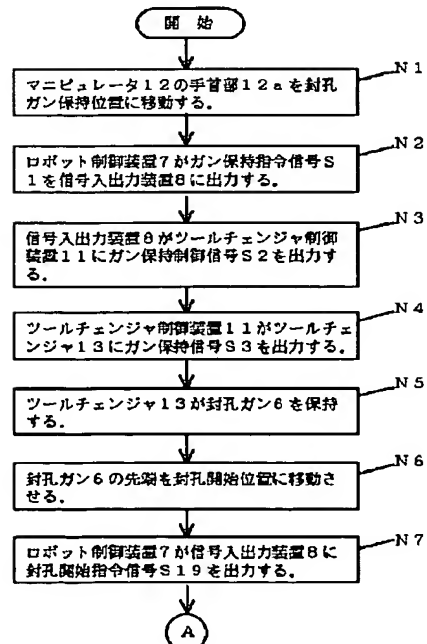 開 始
N1
マニピュレータ12の手首部12aを封孔
ガン保持位置に移動する。
N2
ロボット制御装置7がガン保持指令信号S
1を信号入出力装置8に出力する。
N3
信号入出力装置8がツールチェンジャ制御
装置11にガン保持制御信号S2を出力す
る。
N4
ツールチェンジャ制御装置11がツールチェ
ンジャ13にガン保持信号S3を出力する。
N5
ツールチェンジャ13が封孔ガン6を保持
する。
N6
封孔ガン6の先端を封孔開始位置に移動さ
せる。
N7
ロボット制御装置7が信号入出力装置8に
封孔開始指令信号S19を出力する。
A